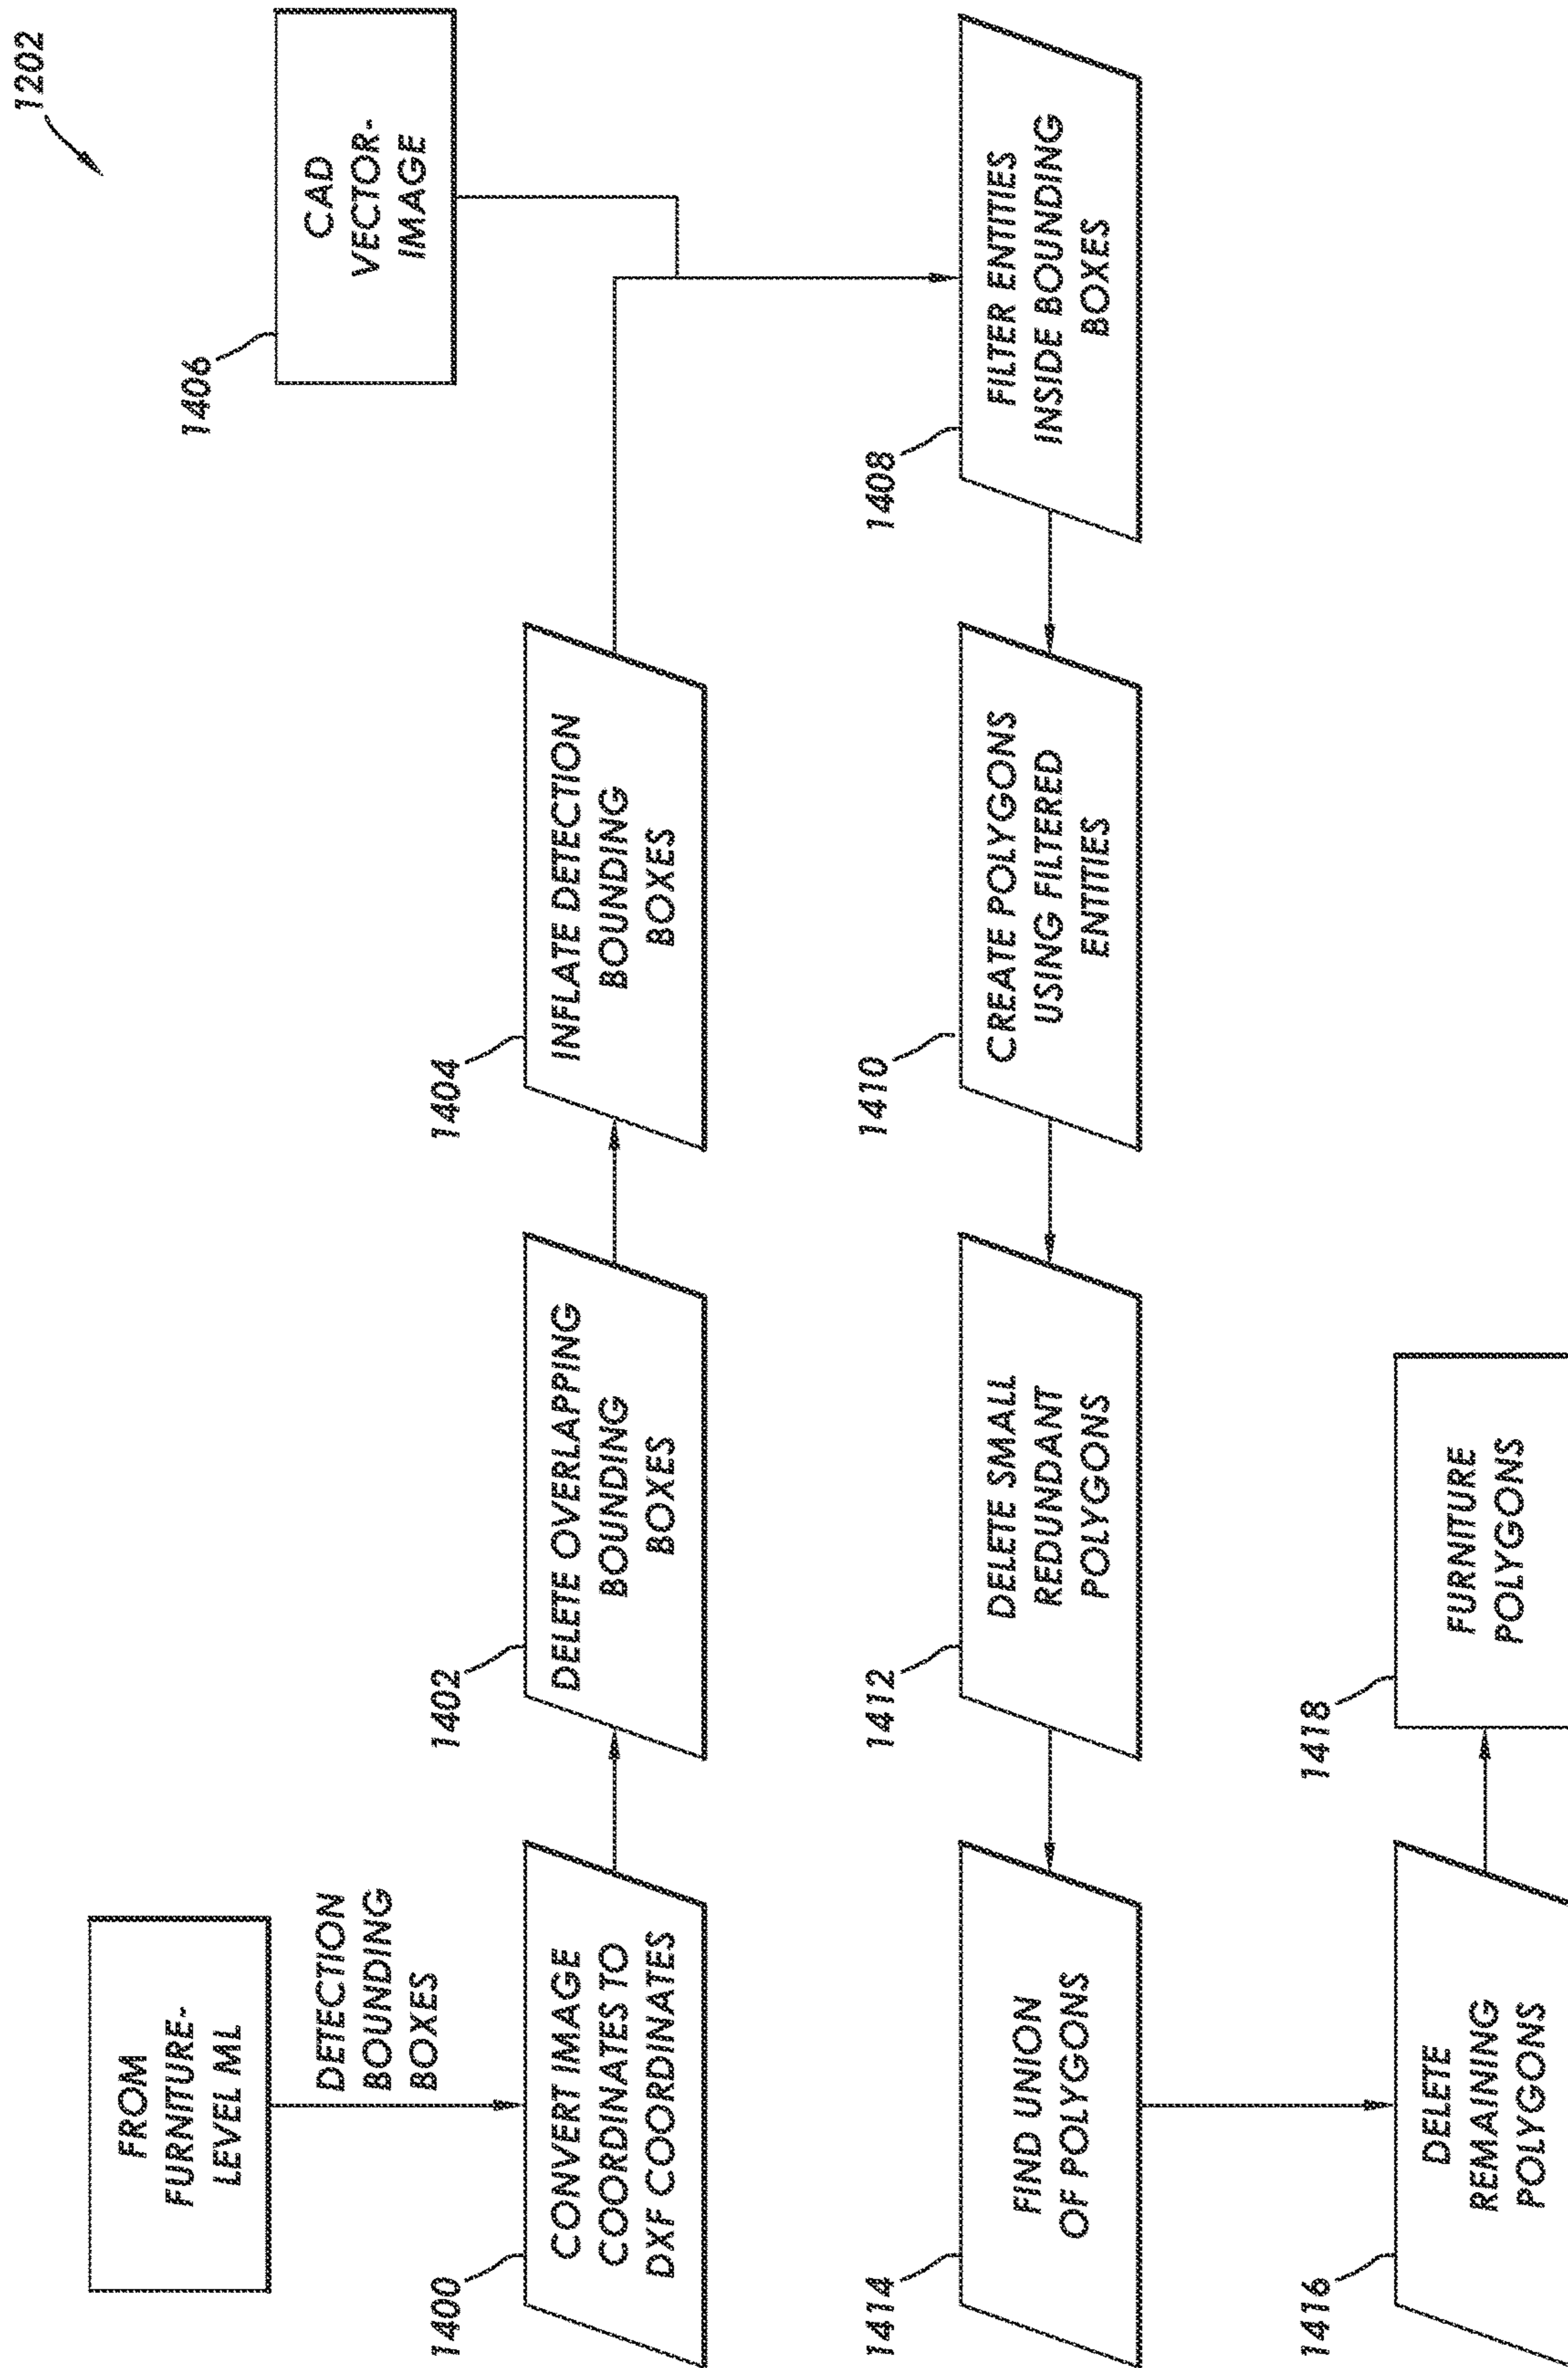 1202
FROM
FURNITURE-
LEVEL ML
DETECTION
BOUNDING
BOXES
1406
CAD
VECTOR-
IMAGE
1400
CONVERT IMAGE
COORDINATES TO
DXF COORDINATES
1402
DELETE OVERLAPPING
BOUNDING
BOXES
1404
INFLATE DETECTION
BOUNDING
BOXES
1408
FILTER ENTITIES
INSIDE BOUNDING
BOXES
1410
CREATE POLYGONS
USING FILTERED
ENTITIES
1412
DELETE SMALL
REDUNDANT
POLYGONS
1414
FIND UNION
OF POLYGONS
1416
DELETE
REMAINING
POLYGONS
1418
FURNITURE
POLYGONS